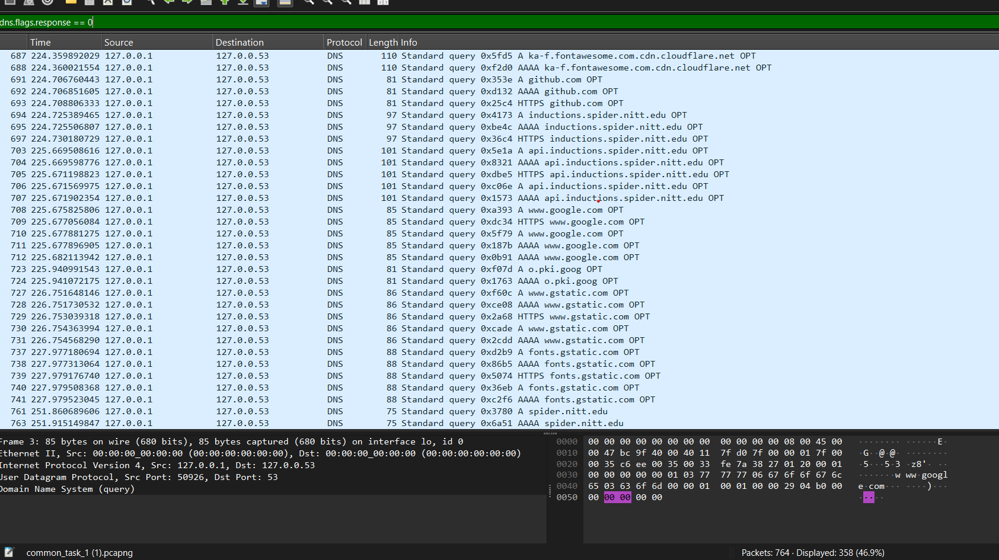 dns.flags.response == 0
Time Source Destination Protocol Length Info
687 224.359892029 127.0.0.1 127.0.0.53 DNS 110 Standard query 0x5fd5 A ka-f.fontawesome.com.cdn.cloudflare.net OPT
688 224.360021554 127.0.0.1 127.0.0.53 DNS 110 Standard query 0xf2d0 AAAA ka-f.fontawesome.com.cdn.cloudflare.net OPT
691 224.706760443 127.0.0.1 127.0.0.53 DNS 81 Standard query 0x353e A github.com OPT
692 224.706851605 127.0.0.1 127.0.0.53 DNS 81 Standard query 0xd132 AAAA github.com OPT
693 224.708806333 127.0.0.1 127.0.0.53 DNS 81 Standard query 0x25c4 HTTPS github.com OPT
694 224.725389465 127.0.0.1 127.0.0.53 DNS 97 Standard query 0x4173 A inductions.spider.nitt.edu OPT
695 224.725506807 127.0.0.1 127.0.0.53 DNS 97 Standard query 0xbe4c AAAA inductions.spider.nitt.edu OPT
697 224.730180729 127.0.0.1 127.0.0.53 DNS 97 Standard query 0x36c4 HTTPS inductions.spider.nitt.edu OPT
703 225.669508616 127.0.0.1 127.0.0.53 DNS 101 Standard query 0x5e1a A api.inductions.spider.nitt.edu OPT
704 225.669598776 127.0.0.1 127.0.0.53 DNS 101 Standard query 0x8321 AAAA api.inductions.spider.nitt.edu OPT
705 225.671198823 127.0.0.1 127.0.0.53 DNS 101 Standard query 0xdbe5 HTTPS api.inductions.spider.nitt.edu OPT
706 225.671569975 127.0.0.1 127.0.0.53 DNS 101 Standard query 0xc06e A api.inductions.spider.nitt.edu OPT
707 225.671902354 127.0.0.1 127.0.0.53 DNS 101 Standard query 0x1573 AAAA api.inductions.spider.nitt.edu OPT
708 225.675825806 127.0.0.1 127.0.0.53 DNS 85 Standard query 0xa393 A www.google.com OPT
709 225.677056084 127.0.0.1 127.0.0.53 DNS 85 Standard query 0xdc34 HTTPS www.google.com OPT
710 225.677881275 127.0.0.1 127.0.0.53 DNS 85 Standard query 0x5f79 A www.google.com OPT
711 225.677896905 127.0.0.1 127.0.0.53 DNS 85 Standard query 0x187b AAAA www.google.com OPT
712 225.682113942 127.0.0.1 127.0.0.53 DNS 85 Standard query 0x0b91 AAAA www.google.com OPT
723 225.940991543 127.0.0.1 127.0.0.53 DNS 81 Standard query 0xf07d A o.pki.goog OPT
724 225.941072175 127.0.0.1 127.0.0.53 DNS 81 Standard query 0x1763 AAAA o.pki.goog OPT
727 226.751648146 127.0.0.1 127.0.0.53 DNS 86 Standard query 0xf60c A www.gstatic.com OPT
728 226.751730532 127.0.0.1 127.0.0.53 DNS 86 Standard query 0xce08 AAAA www.gstatic.com OPT
729 226.753039318 127.0.0.1 127.0.0.53 DNS 86 Standard query 0x2a68 HTTPS www.gstatic.com OPT
730 226.754363994 127.0.0.1 127.0.0.53 DNS 86 Standard query 0xcade A www.gstatic.com OPT
731 226.754568290 127.0.0.1 127.0.0.53 DNS 86 Standard query 0x2cdd AAAA www.gstatic.com OPT
737 227.977180694 127.0.0.1 127.0.0.53 DNS 88 Standard query 0xd2b9 A fonts.gstatic.com OPT
738 227.977313064 127.0.0.1 127.0.0.53 DNS 88 Standard query 0x86b5 AAAA fonts.gstatic.com OPT
739 227.979176740 127.0.0.1 127.0.0.53 DNS 88 Standard query 0x5074 HTTPS fonts.gstatic.com OPT
740 227.979508368 127.0.0.1 127.0.0.53 DNS 88 Standard query 0x36eb A fonts.gstatic.com OPT
741 227.979523045 127.0.0.1 127.0.0.53 DNS 88 Standard query 0xc2f6 AAAA fonts.gstatic.com OPT
761 251.860689606 127.0.0.1 127.0.0.53 DNS 75 Standard query 0x3780 A spider.nitt.edu
763 251.915149847 127.0.0.1 127.0.0.53 DNS 75 Standard query 0x6a51 AAAA spider.nitt.edu
Frame 3: 85 bytes on wire (680 bits), 85 bytes captured (680 bits) on interface lo, id 0
Ethernet II, Src: 00:00:00_00:00:00 (00:00:00:00:00:00), Dst: 00:00:00_00:00:00 (00:00:00:00:00:00)
Internet Protocol Version 4, Src: 127.0.0.1, Dst: 127.0.0.53
User Datagram Protocol, Src Port: 50926, Dst Port: 53
Domain Name System (query)
0000 00 00 00 00 00 00 00 00 00 00 00 00 08 00 45 00 ········ ······E·
0010 00 47 bc 9f 40 00 40 11 7f d0 7f 00 00 01 7f 00 ·G··@·@· ········
0020 00 35 c6 ee 00 35 00 33 fe 7a 38 27 01 20 00 01 ·5···5·3 ·z8'· ··
0030 00 00 00 00 00 01 03 77 77 77 06 67 6f 6f 67 6c ·······w ww·googl
0040 65 03 63 6f 6d 00 00 01 00 01 00 00 29 04 b0 00 e·com··· ····)···
0050 00 00 00 00 00 ·····
common_task_1 (1).pcapng
Packets: 764 · Displayed: 358 (46.9%)